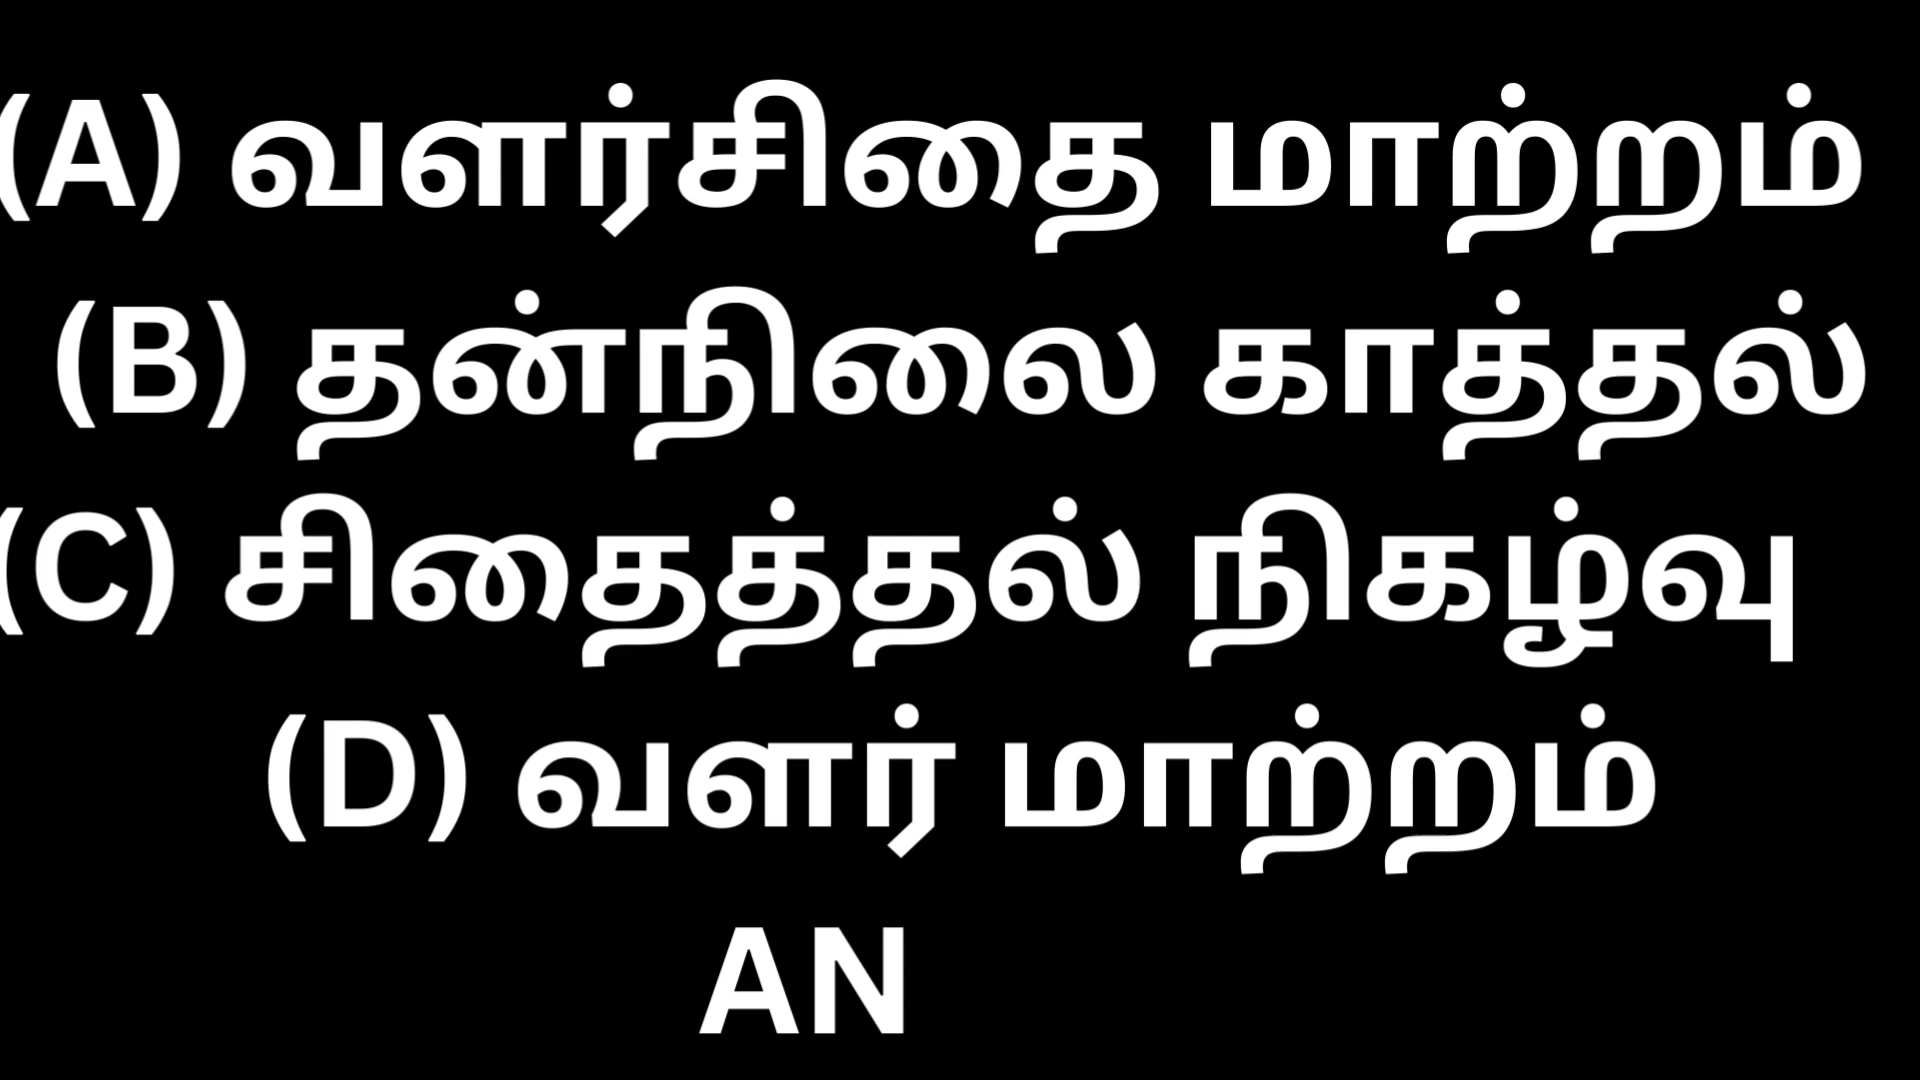 (A) வளர்சிதை மாற்றம்
(B) தன்நிலை காத்தல்
(C) சிதைத்தல் நிகழ்வு
(D) வளர் மாற்றம்
AN